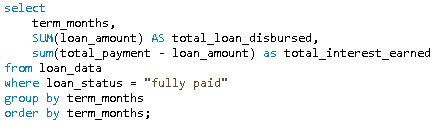 select
    term_months,
    SUM(loan_amount) AS total_loan_disbursed,
    sum(total_payment - loan_amount) as total_interest_earned
from loan_data
where loan_status = "fully paid"
group by term_months
order by term_months;